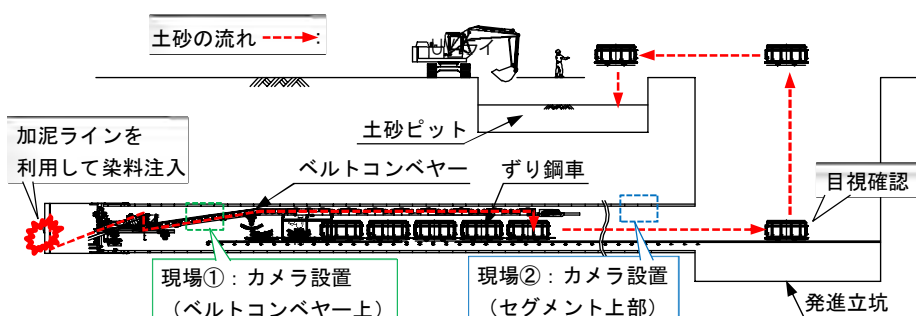 土砂の流れ
:
土砂ピット
加泥ラインを
利用して染料注入
ベルトコンベヤー
ずり鋼車
目視確認
現場①：カメラ設置
（ベルトコンベヤー上）
現場②：カメラ設置
（セグメント上部）
発進立坑